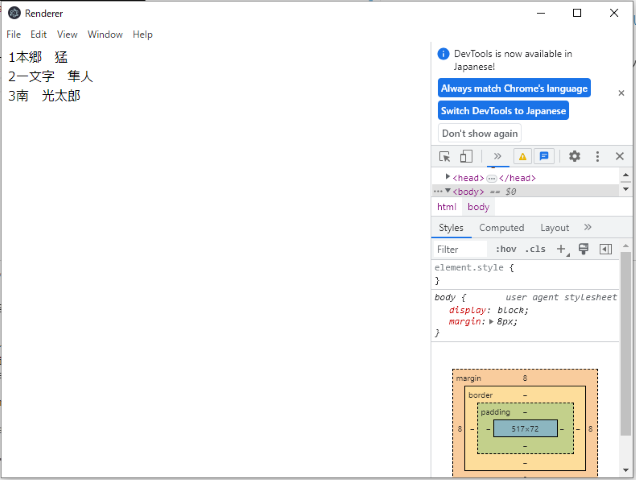 Renderer
File Edit View Window Help
1本郷　猛
2一文字　隼人
3南　光太郎
DevTools is now available in
Japanese!
Always match Chrome's language
Switch DevTools to Japanese
Don't show again
<head>…</head>
…<body> == $0
html body
Styles Computed Layout
Filter :hov .cls
element.style {
}
body { user agent stylesheet
display: block;
margin: 8px;
}
margin 8
border –
padding –
8 – – 517×72 – – 8
–
–
8